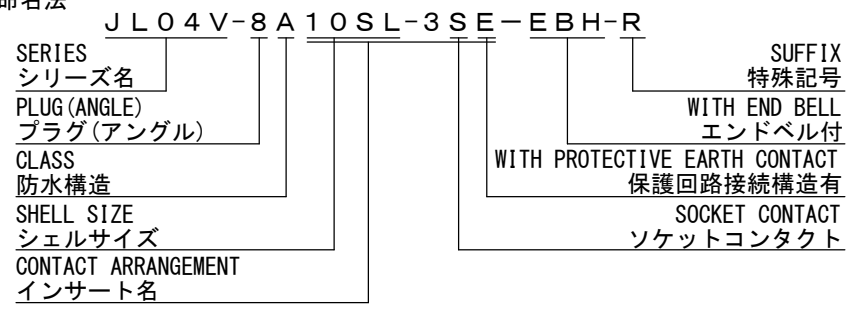 命名法
JL04V-8A10SL-3SE-EBH-R
SERIES
シリーズ名
SUFFIX
特殊記号
PLUG(ANGLE)
プラグ(アングル)
WITH END BELL
エンドベル付
CLASS
防水構造
WITH PROTECTIVE EARTH CONTACT
保護回路接続構造有
SHELL SIZE
シェルサイズ
SOCKET CONTACT
ソケットコンタクト
CONTACT ARRANGEMENT
インサート名